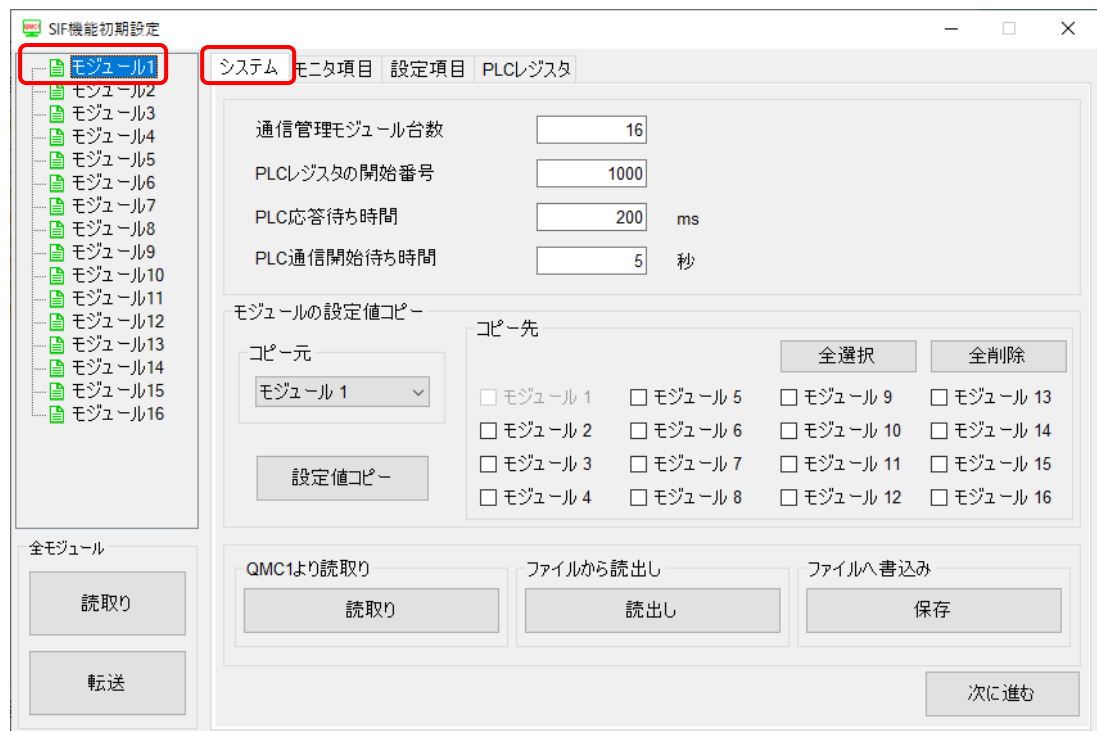 QMC1 SIF機能初期設定
モジュール1
モジュール2
モジュール3
モジュール4
モジュール5
モジュール6
モジュール7
モジュール8
モジュール9
モジュール10
モジュール11
モジュール12
モジュール13
モジュール14
モジュール15
モジュール16
全モジュール
読取り
転送
システム モニタ項目 設定項目 PLCレジスタ
通信管理モジュール台数 16
PLCレジスタの開始番号 1000
PLC応答待ち時間 200 ms
PLC通信開始待ち時間 5 秒
モジュールの設定値コピー
コピー元
モジュール 1
設定値コピー
コピー先
全選択 全削除
モジュール 1 モジュール 5 モジュール 9 モジュール 13
モジュール 2 モジュール 6 モジュール 10 モジュール 14
モジュール 3 モジュール 7 モジュール 11 モジュール 15
モジュール 4 モジュール 8 モジュール 12 モジュール 16
QMC1より読取り ファイルから読出し ファイルへ書込み
読取り 読出し 保存
次に進む